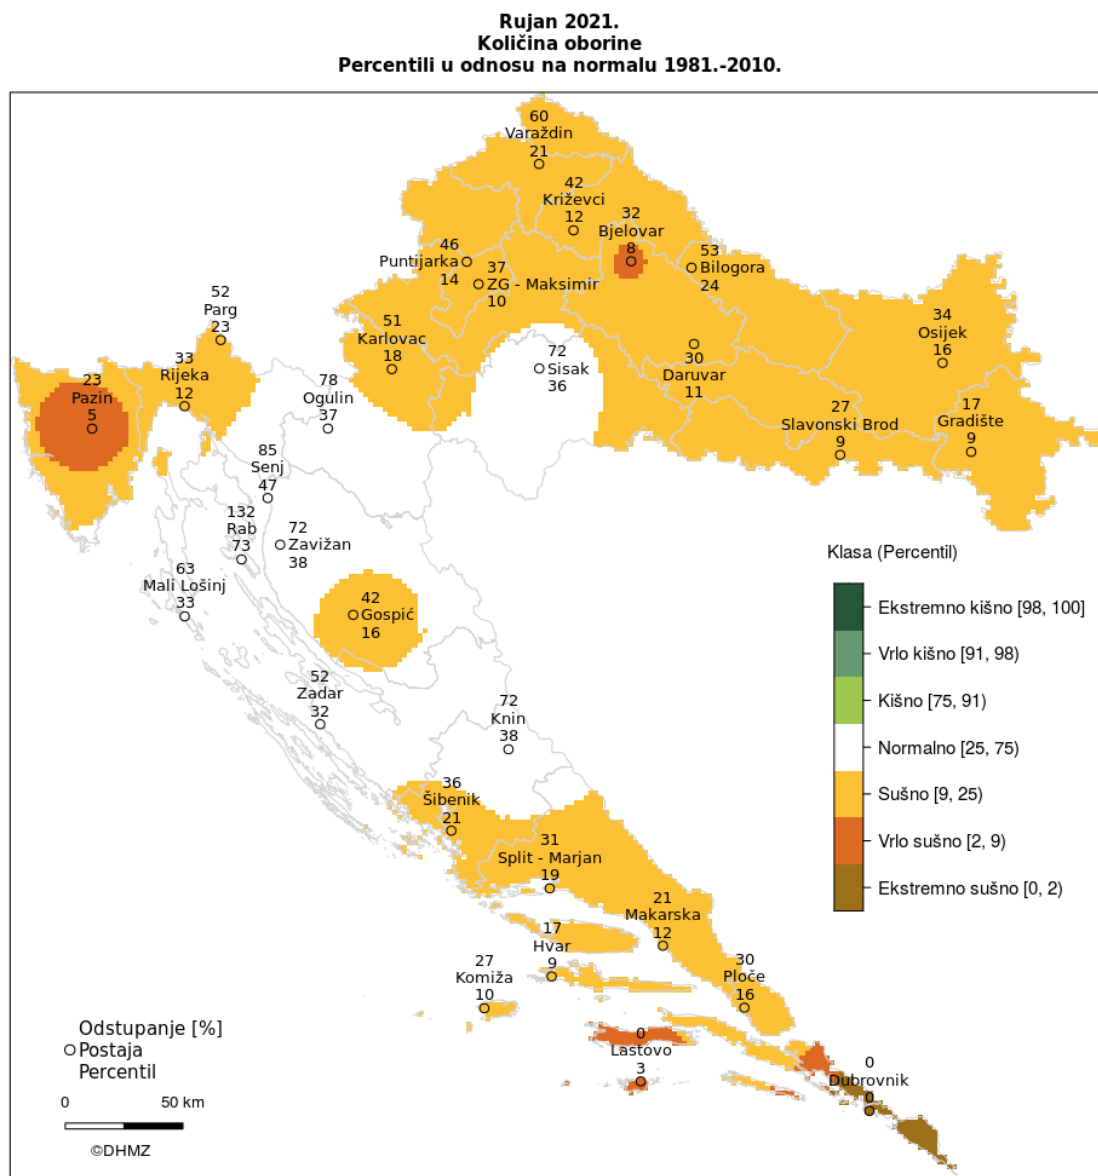 Rujan 2021.
Količina oborine
Percentili u odnosu na normalu 1981.-2010.
60
Varaždin
21
42
Križevci
12
32
Bjelovar
8
53
Bilogora
24
46
Puntijarka
14
37
ZG - Maksimir
10
52
Parg
23
51
Karlovac
18
34
Osijek
16
33
Rijeka
12
72
Sisak
36
30
Daruvar
11
23
Pazin
5
78
Ogulin
37
27
Slavonski Brod
9
17
Gradište
9
85
Senj
47
132
Rab
73
72
Zavižan
38
63
Mali Lošinj
33
42
Gospić
16
52
Zadar
32
72
Knin
38
36
Šibenik
21
31
Split - Marjan
19
21
Makarska
12
17
Hvar
9
27
Komiža
10
30
Ploče
16
0
Lastovo
3
0
Dubrovnik
0
Klasa (Percentil)
Ekstremno kišno [98, 100]
Vrlo kišno [91, 98)
Kišno [75, 91)
Normalno [25, 75)
Sušno [9, 25)
Vrlo sušno [2, 9)
Ekstremno sušno [0, 2)
Odstupanje [%]
Postaja
Percentil
0 50 km
©DHMZ